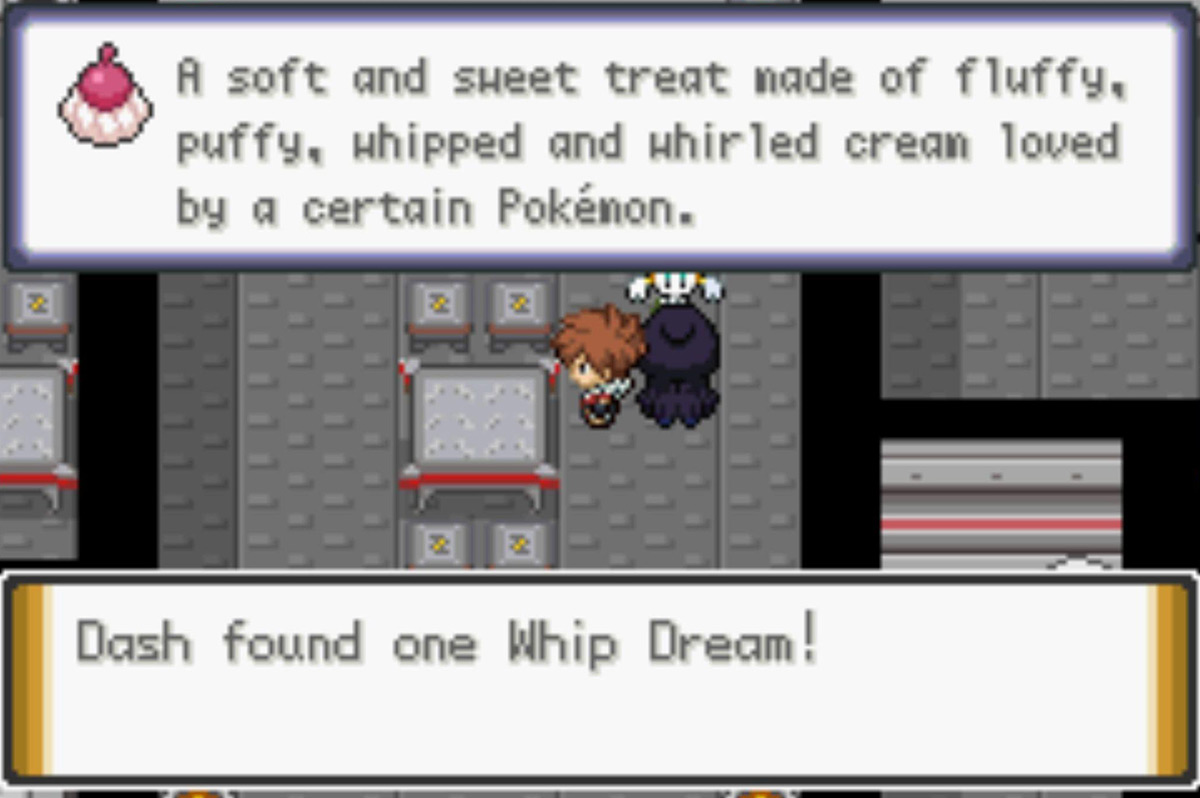 A soft and sweet treat made of fluffy,
puffy, whipped and whirled cream loved
by a certain Pokémon.
Dash found one Whip Dream!